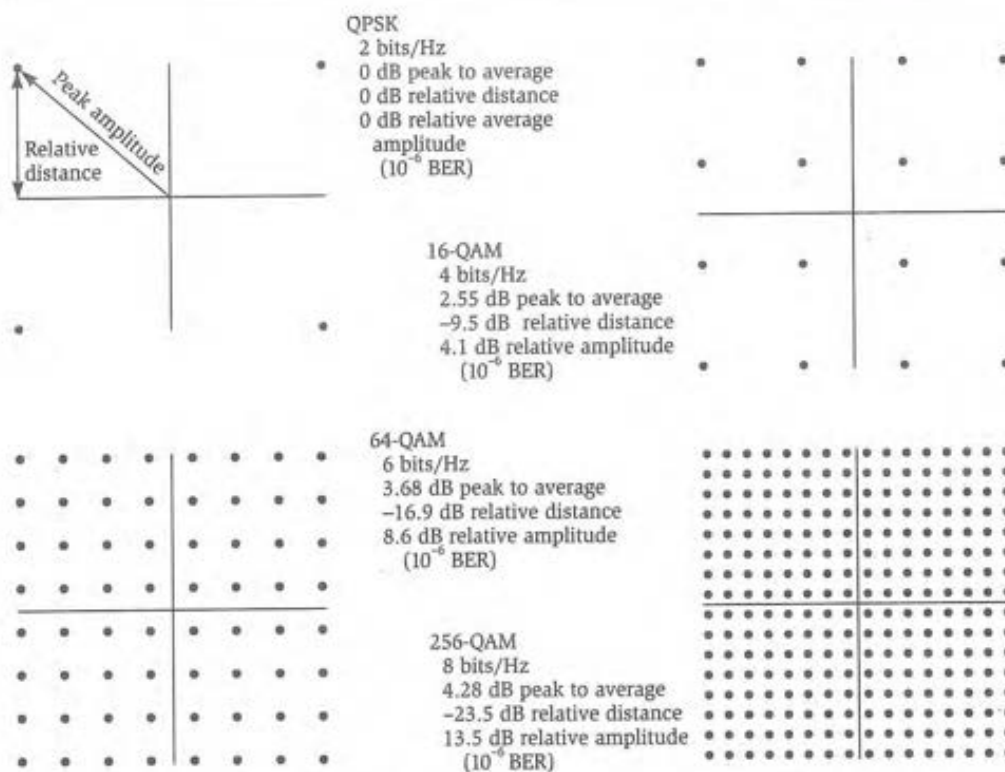 QPSK
2 bits/Hz
0 dB peak to average
0 dB relative distance
0 dB relative average
amplitude
(10⁻⁶ BER)
Peak amplitude
Relative
distance
16-QAM
4 bits/Hz
2.55 dB peak to average
–9.5 dB relative distance
4.1 dB relative amplitude
(10⁻⁶ BER)
64-QAM
6 bits/Hz
3.68 dB peak to average
–16.9 dB relative distance
8.6 dB relative amplitude
(10⁻⁶ BER)
256-QAM
8 bits/Hz
4.28 dB peak to average
–23.5 dB relative distance
13.5 dB relative amplitude
(10⁻⁶ BER)